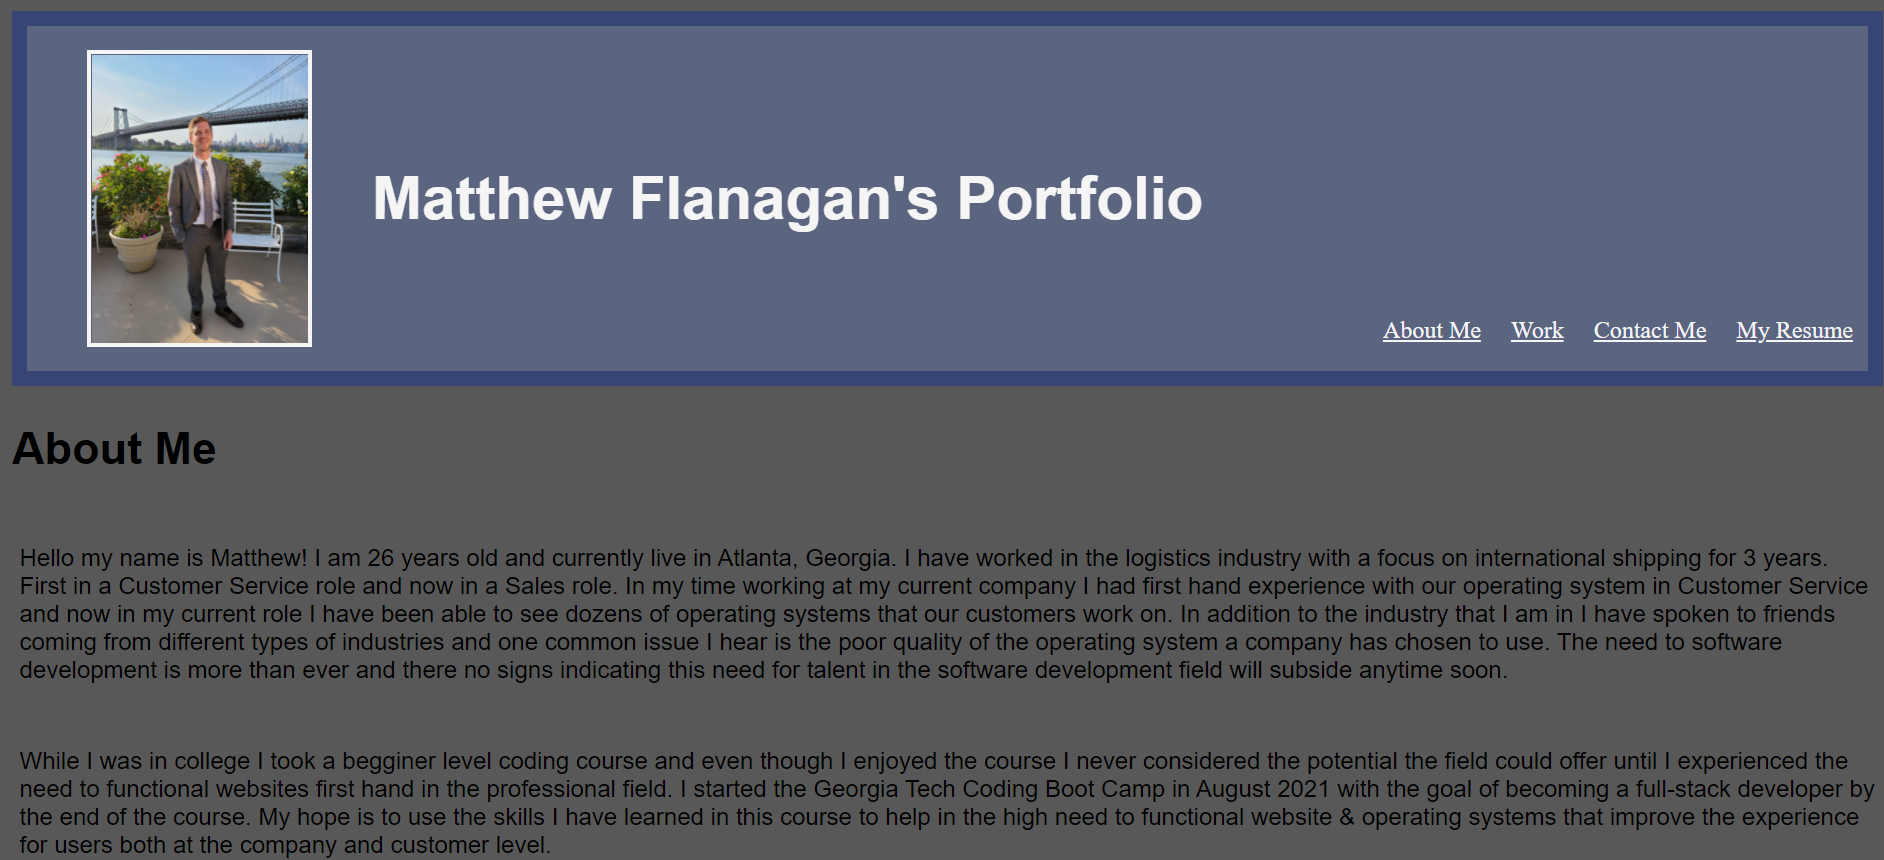 Matthew Flanagan's Portfolio
About Me Work Contact Me My Resume
About Me
Hello my name is Matthew! I am 26 years old and currently live in Atlanta, Georgia. I have worked in the logistics industry with a focus on international shipping for 3 years.
First in a Customer Service role and now in a Sales role. In my time working at my current company I had first hand experience with our operating system in Customer Service
and now in my current role I have been able to see dozens of operating systems that our customers work on. In addition to the industry that I am in I have spoken to friends
coming from different types of industries and one common issue I hear is the poor quality of the operating system a company has chosen to use. The need to software
development is more than ever and there no signs indicating this need for talent in the software development field will subside anytime soon.
While I was in college I took a begginer level coding course and even though I enjoyed the course I never considered the potential the field could offer until I experienced the
need to functional websites first hand in the professional field. I started the Georgia Tech Coding Boot Camp in August 2021 with the goal of becoming a full-stack developer by
the end of the course. My hope is to use the skills I have learned in this course to help in the high need to functional website & operating systems that improve the experience
for users both at the company and customer level.